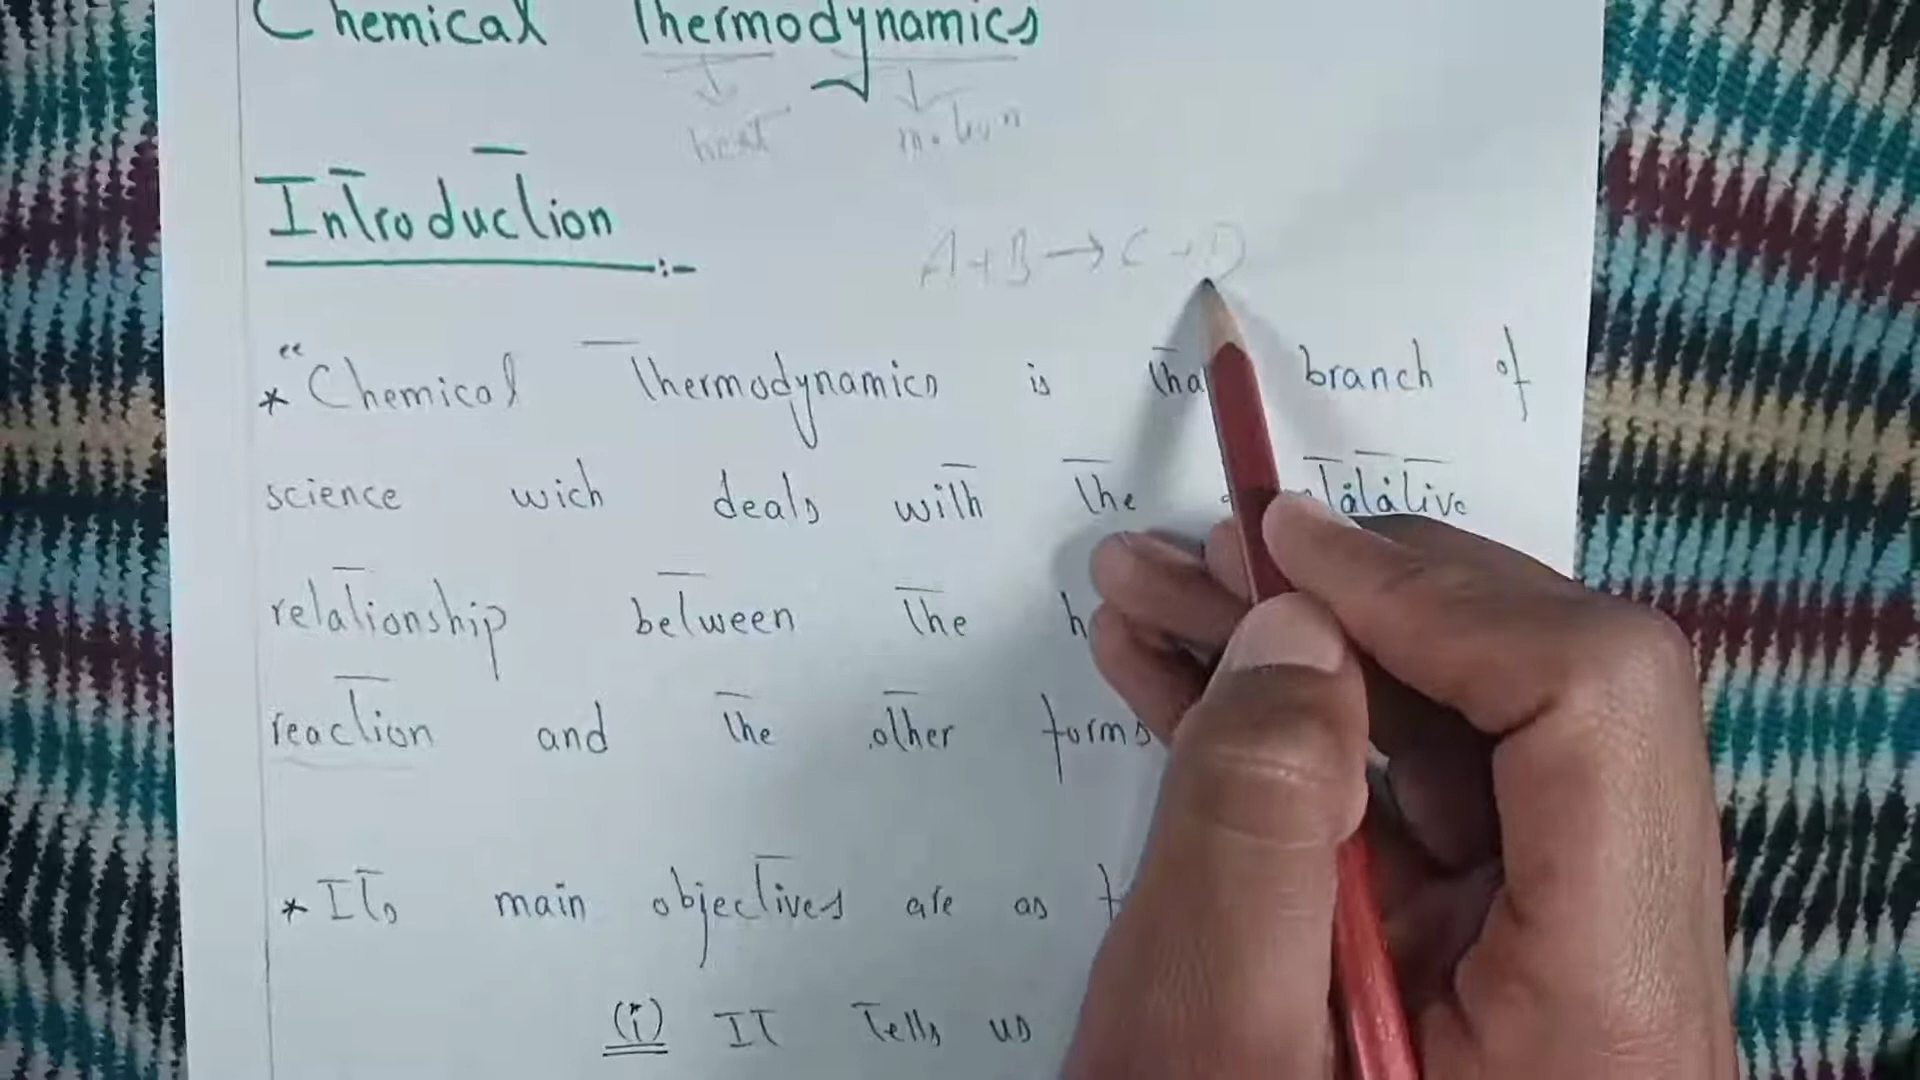 Chemical Thermodynamics
heat motion
Introduction :-
A + B → C + D
"* Chemical Thermodynamics is that branch of
science wich deals with the
relationship between the
reaction and the other forms
* Its main objectives are as
(i) It Tells us